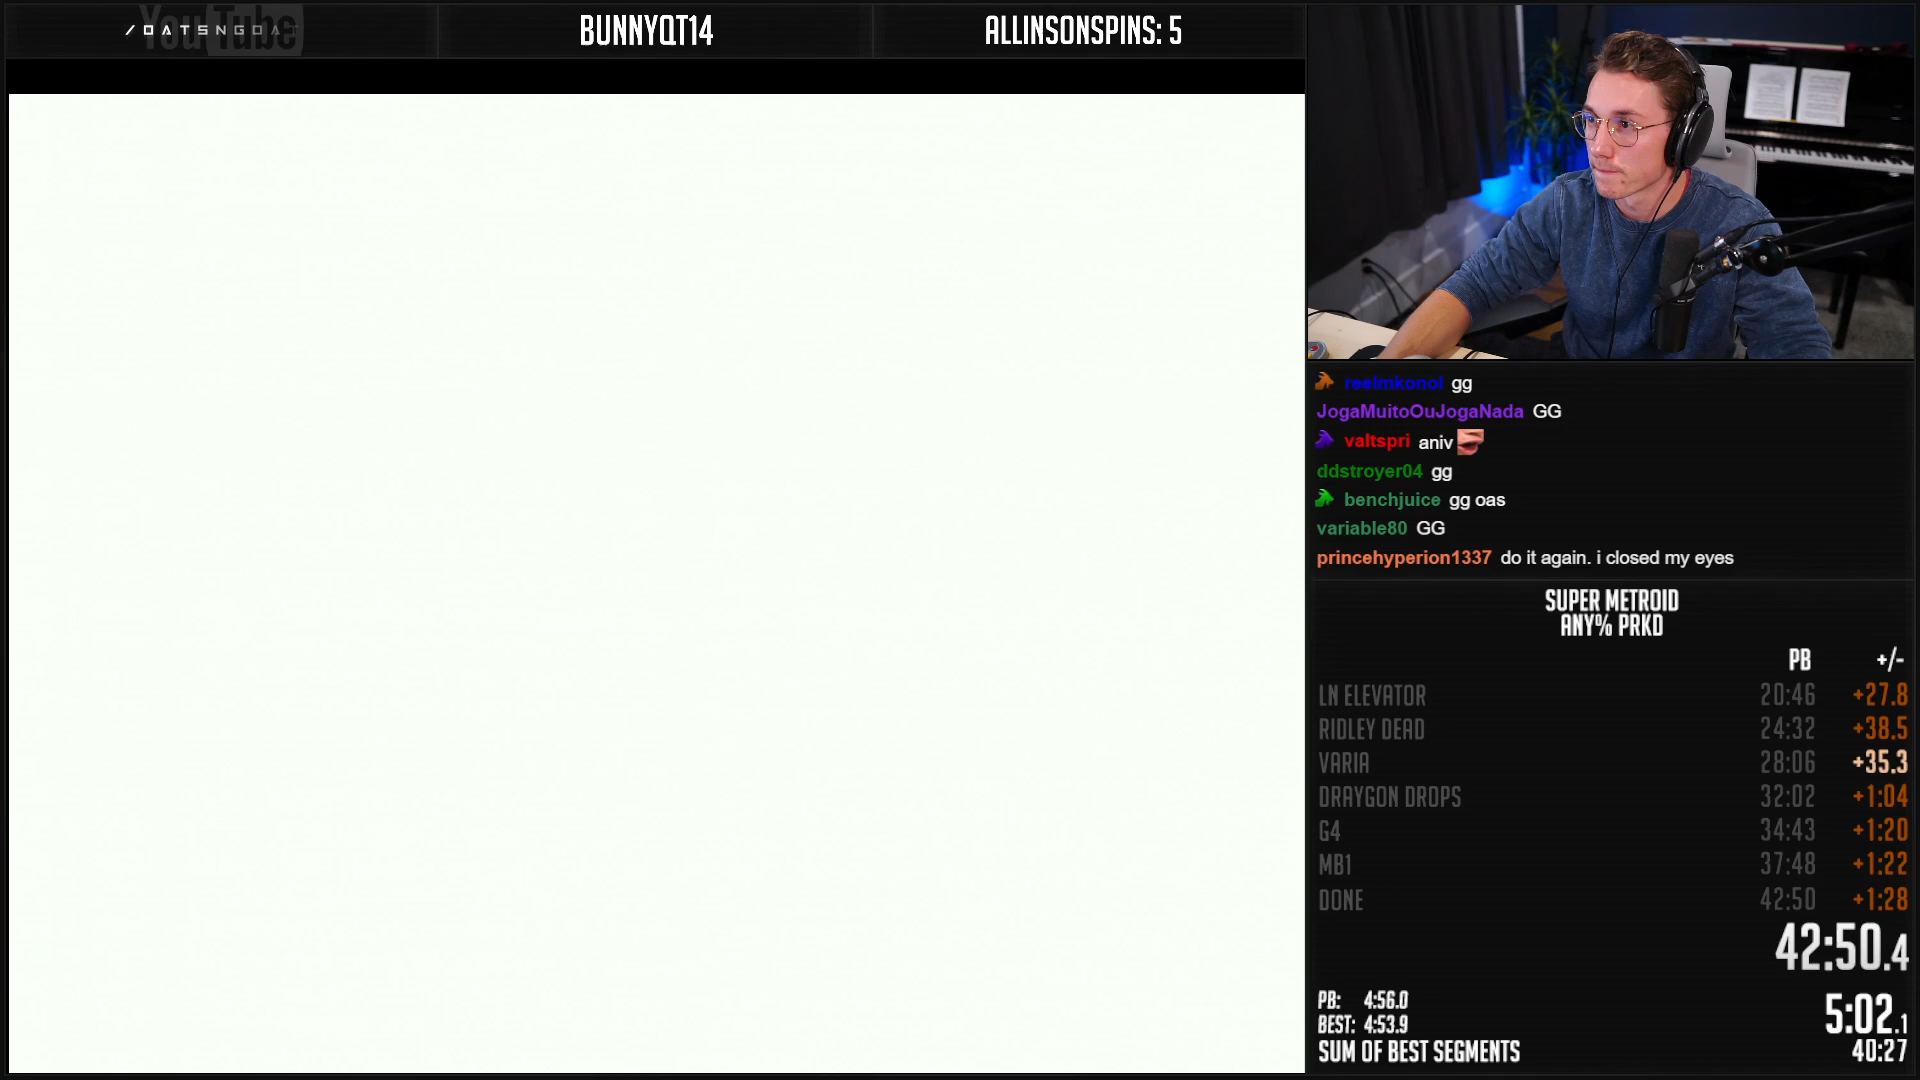 YouTube
/OATSNGOAT
BUNNYQT14
ALLINSONSPINS: 5
reelmkonol gg
JogaMuitoOuJogaNada GG
valtspri aniv
ddstroyer04 gg
benchjuice gg oas
variable80 GG
princehyperion1337 do it again. i closed my eyes
SUPER METROID
ANY% PRKD
PB +/-
LN ELEVATOR 20:46 +27.8
RIDLEY DEAD 24:32 +38.5
VARIA 28:06 +35.3
DRAYGON DROPS 32:02 +1:04
G4 34:43 +1:20
MB1 37:48 +1:22
DONE 42:50 +1:28
42:50.4
PB: 4:56.0
BEST: 4:53.9
5:02.1
SUM OF BEST SEGMENTS 40:27